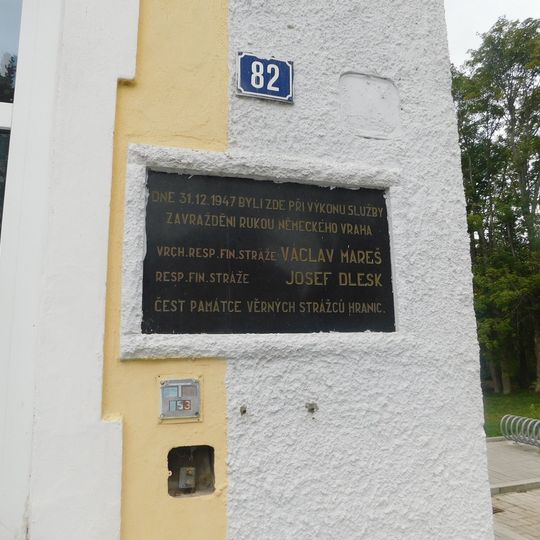 82
DNE 31.12.1947 BYLI ZDE PŘI VÝKONU SLUŽBY
ZAVRAŽDĚNI RUKOU NĚMECKÉHO VRAHA
VRCH. RESP. FIN. STRÁŽE VÁCLAV MAREŠ
RESP. FIN. STRÁŽE JOSEF DLESK
ČEST PAMÁTCE VĚRNÝCH STRÁŽCŮ HRANIC.
153